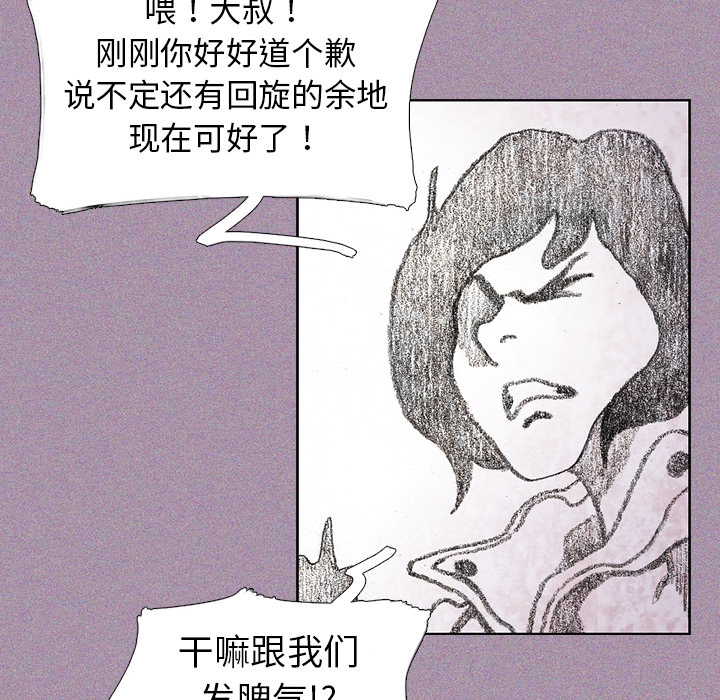 喂！大叔！
刚刚你好好道个歉
说不定还有回旋的余地
现在可好了！
干嘛跟我们
发脾气!?